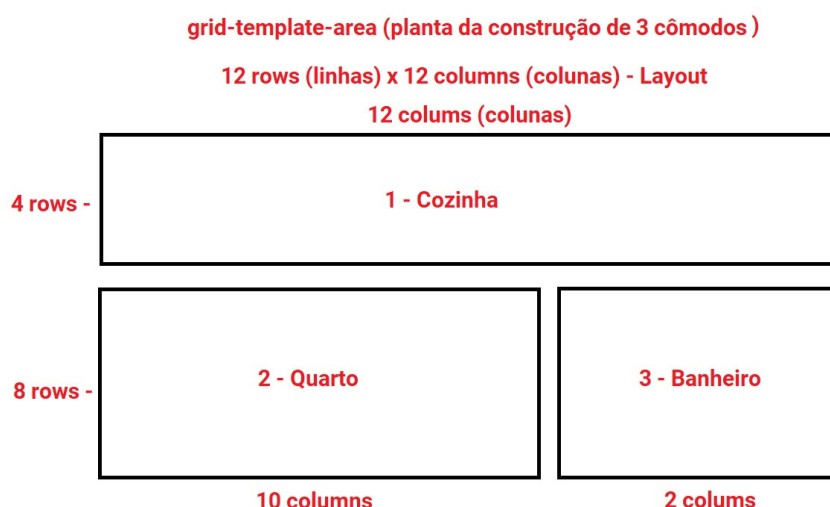 grid-template-area (planta da construção de 3 cômodos )
12 rows (linhas) x 12 columns (colunas) - Layout
12 colums (colunas)
4 rows -
1 - Cozinha
2 - Quarto
3 - Banheiro
8 rows -
10 columns
2 colums